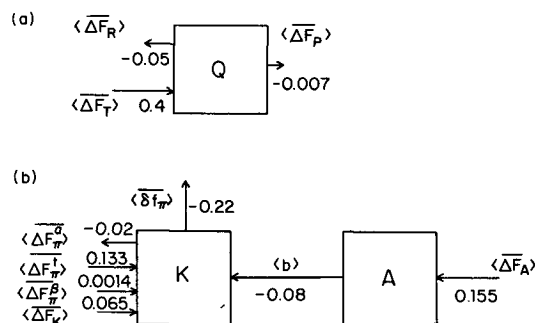 (a)
⟨ΔF̅_R⟩ ⟨ΔF̅_P⟩
-0.05 Q
-0.007
⟨ΔF̅_T⟩ 0.4
(b)
⟨δf̅_π⟩
-0.22
⟨ΔF̅_π^a⟩ -0.02
⟨ΔF̅_π^t⟩ 0.133 K ⟨b⟩ A ⟨ΔF̅_A⟩
⟨ΔF̅_π^β⟩ 0.0014 -0.08 0.155
⟨ΔF̅_K⟩ 0.065